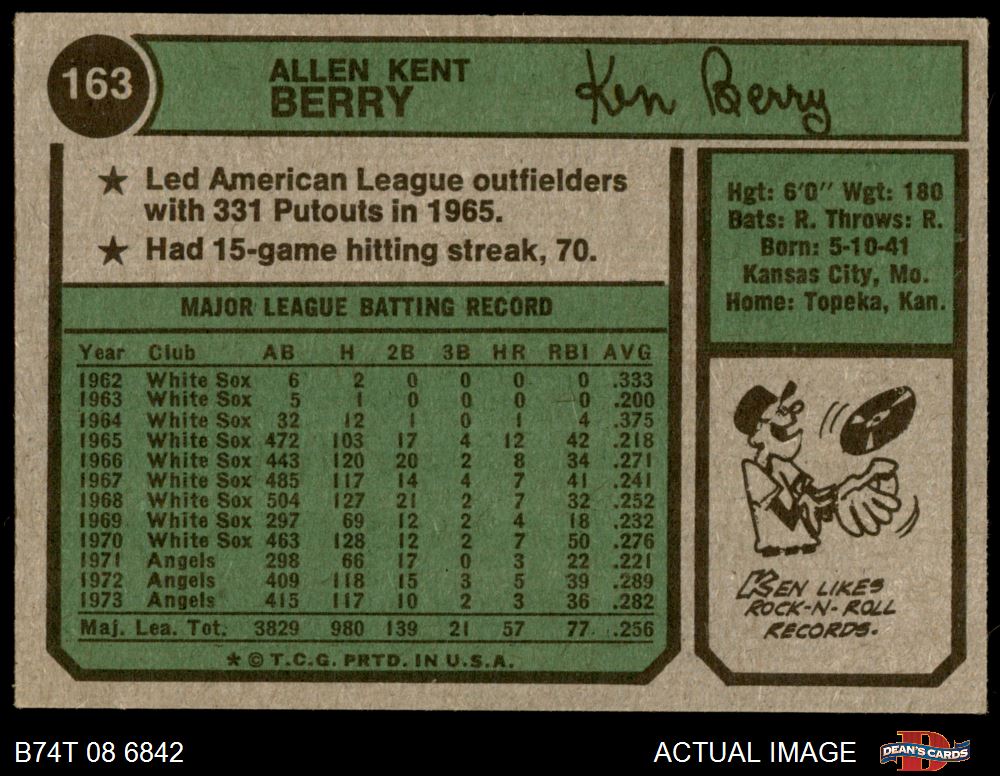 163
ALLEN KENT
BERRY
Ken Berry
★ Led American League outfielders
with 331 Putouts in 1965.
★ Had 15-game hitting streak, 70.
MAJOR LEAGUE BATTING RECORD
Year Club AB H 2B 3B HR RBI AVG
1962 White Sox 6 2 0 0 0 0 .333
1963 White Sox 5 1 0 0 0 0 .200
1964 White Sox 32 12 1 0 1 4 .375
1965 White Sox 472 103 17 4 12 42 .218
1966 White Sox 443 120 20 2 8 34 .271
1967 White Sox 485 117 14 4 7 41 .241
1968 White Sox 504 127 21 2 7 32 .252
1969 White Sox 297 69 12 2 4 18 .232
1970 White Sox 463 128 12 2 7 50 .276
1971 Angels 298 66 17 0 3 22 .221
1972 Angels 409 118 15 3 5 39 .289
1973 Angels 415 117 10 2 3 36 .282
Maj. Lea. Tot. 3829 980 139 21 57 77 .256
* © T.C.G. PRTD. IN U.S.A.
Hgt: 6'0" Wgt: 180
Bats: R. Throws: R.
Born: 5-10-41
Kansas City, Mo.
Home: Topeka, Kan.
KEN LIKES
ROCK-N-ROLL
RECORDS.
B74T 08 6842
ACTUAL IMAGE
DEAN'S CARDS